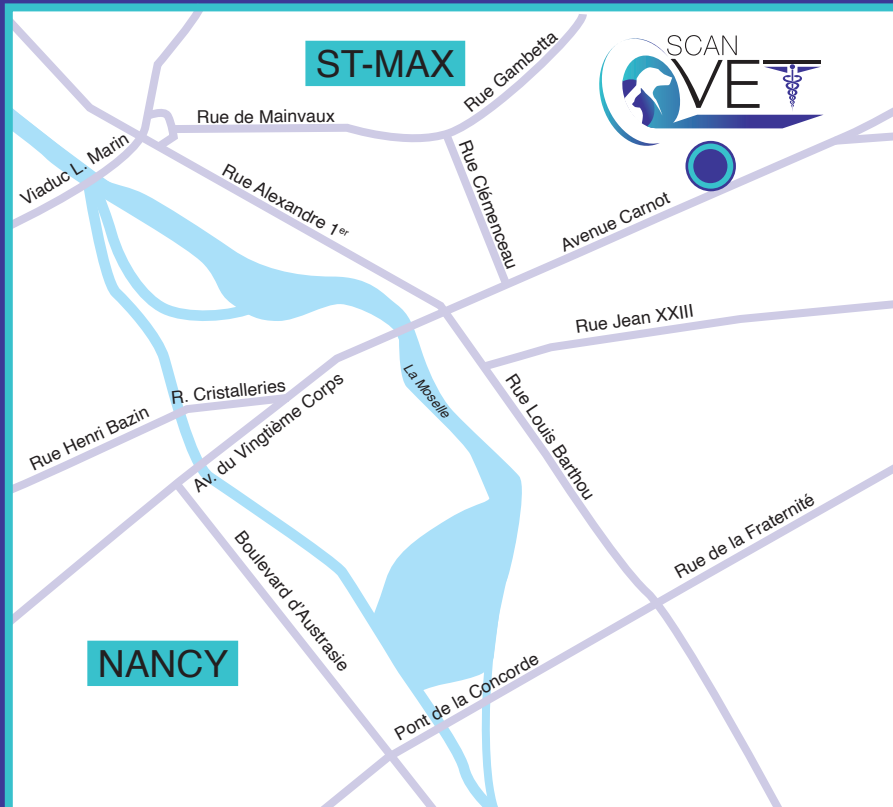 SCAN
VET
ST-MAX
Rue Gambetta
Rue de Mainvaux
Viaduc L. Marin
Rue Alexandre 1er
Rue Clémenceau
Avenue Carnot
Rue Jean XXIII
La Moselle
R. Cristalleries
Rue Henri Bazin
Av. du Vingtième Corps
Rue Louis Barthou
Rue de la Fraternité
Boulevard d'Austrasie
NANCY
Pont de la Concorde